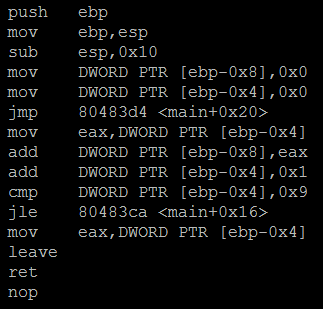 push ebp
mov ebp,esp
sub esp,0x10
mov DWORD PTR [ebp-0x8],0x0
mov DWORD PTR [ebp-0x4],0x0
jmp 80483d4 <main+0x20>
mov eax,DWORD PTR [ebp-0x4]
add DWORD PTR [ebp-0x8],eax
add DWORD PTR [ebp-0x4],0x1
cmp DWORD PTR [ebp-0x4],0x9
jle 80483ca <main+0x16>
mov eax,DWORD PTR [ebp-0x4]
leave
ret
nop